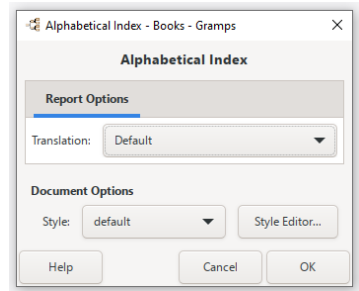 Alphabetical Index - Books - Gramps
Alphabetical Index
Report Options
Translation: Default
Document Options
Style: default Style Editor...
Help Cancel OK